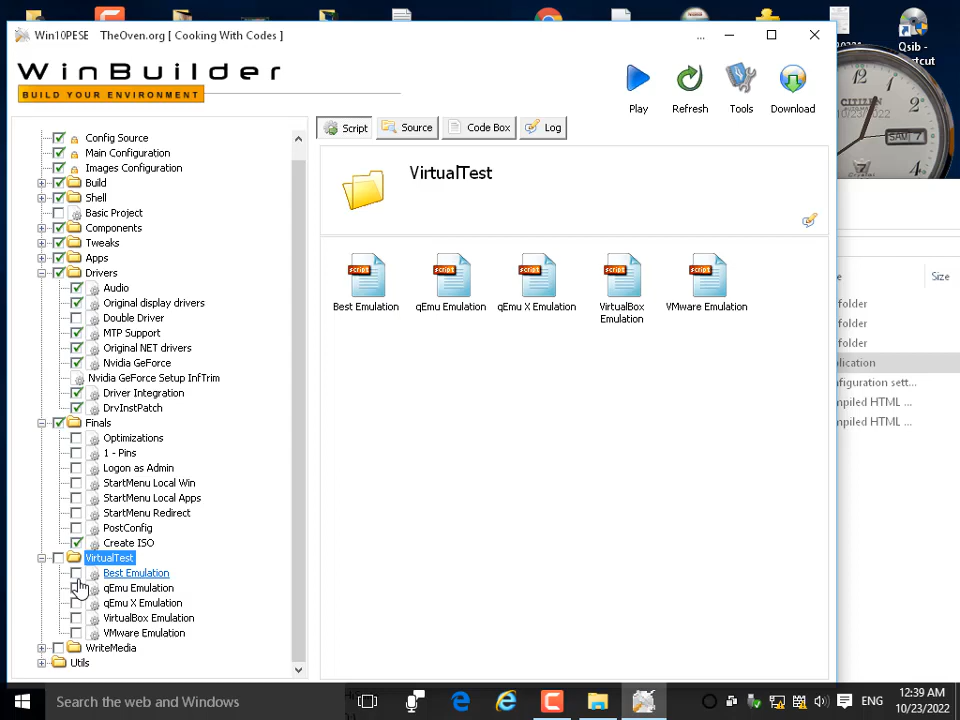 Win10PESE TheOven.org [ Cooking With Codes ]
...
WinBuilder
BUILD YOUR ENVIRONMENT
Play
Refresh
Tools
Download
Script
Source
Code Box
Log
Config Source
Main Configuration
Images Configuration
Build
Shell
Basic Project
Components
Tweaks
Apps
Drivers
Audio
Original display drivers
Double Driver
MTP Support
Original NET drivers
Nvidia GeForce
Nvidia GeForce Setup InfTrim
Driver Integration
DrvInstPatch
Finals
Optimizations
1 - Pins
Logon as Admin
StartMenu Local Win
StartMenu Local Apps
StartMenu Redirect
PostConfig
Create ISO
VirtualTest
Best Emulation
qEmu Emulation
qEmu X Emulation
VirtualBox Emulation
VMware Emulation
WriteMedia
Utils
VirtualTest
script
script
script
script
script
Best Emulation
qEmu Emulation
qEmu X Emulation
VirtualBox
Emulation
VMware Emulation
Qsib -
CITIZEN
10/23/2022
SAT 7
Size
folder
folder
folder
Search the web and Windows
ENG
12:39 AM
10/23/2022